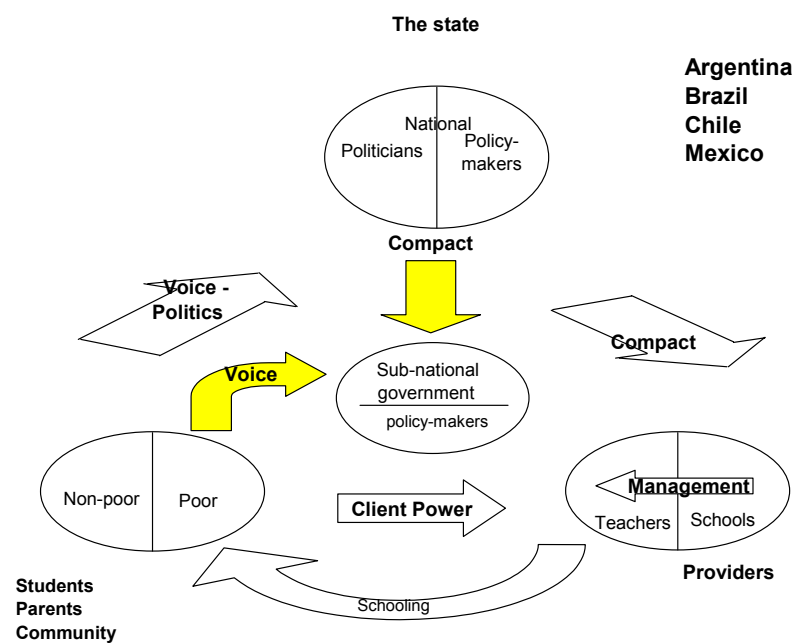 The state
Argentina
Brazil
Chile
Mexico
National
Politicians
Policy-
makers
Compact
Voice -
Politics
Compact
Voice
Sub-national
government
policy-makers
Non-poor
Poor
Client Power
Management
Teachers
Schools
Providers
Schooling
Students
Parents
Community